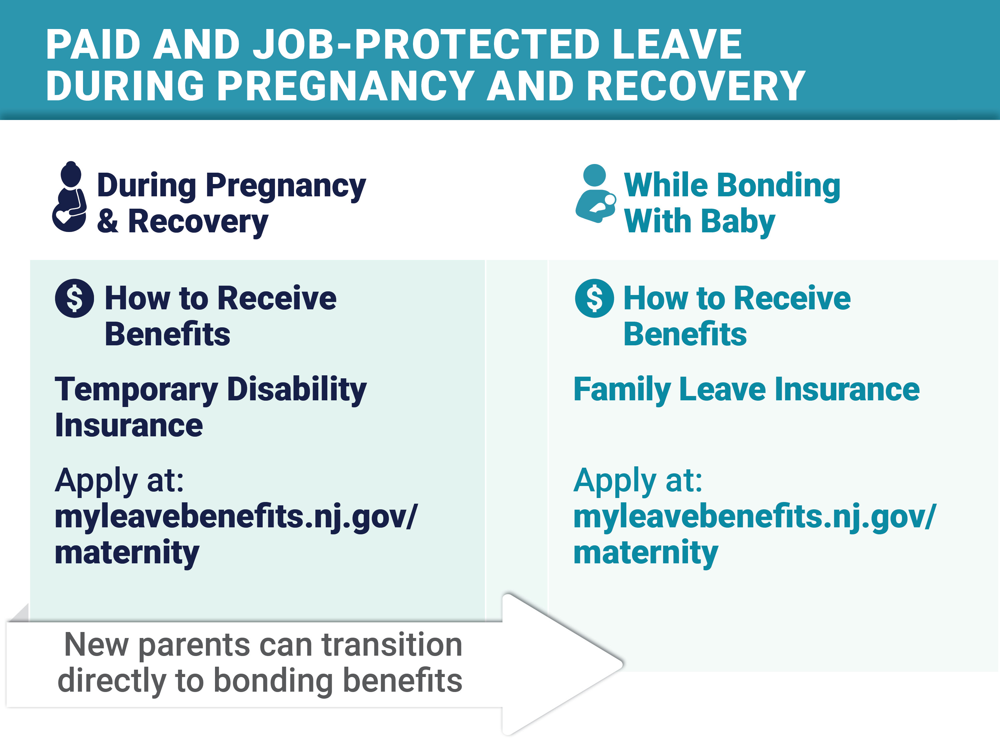 PAID AND JOB-PROTECTED LEAVE
DURING PREGNANCY AND RECOVERY
During Pregnancy
& Recovery
$ How to Receive
Benefits
Temporary Disability
Insurance
Apply at:
myleavebenefits.nj.gov/
maternity
While Bonding
With Baby
$ How to Receive
Benefits
Family Leave Insurance
Apply at:
myleavebenefits.nj.gov/
maternity
New parents can transition
directly to bonding benefits